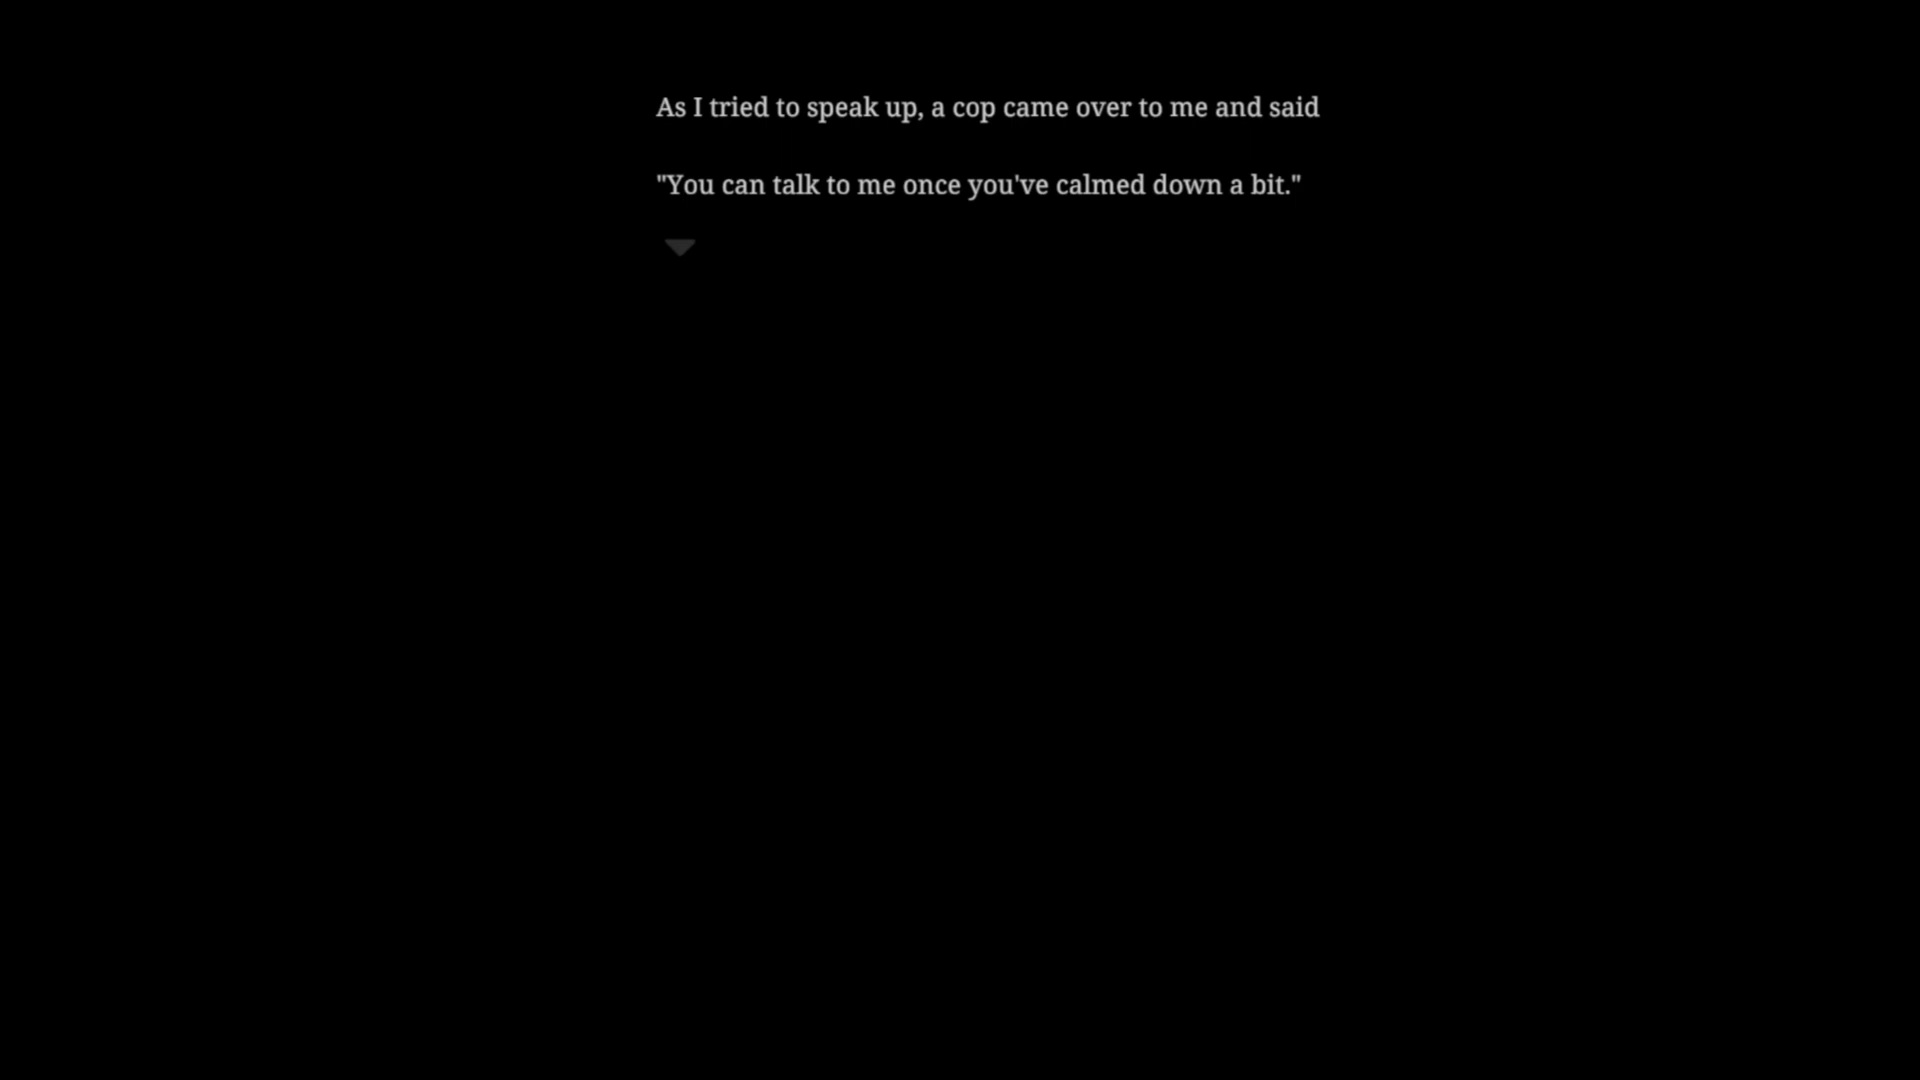 As I tried to speak up, a cop came over to me and said
"You can talk to me once you've calmed down a bit."